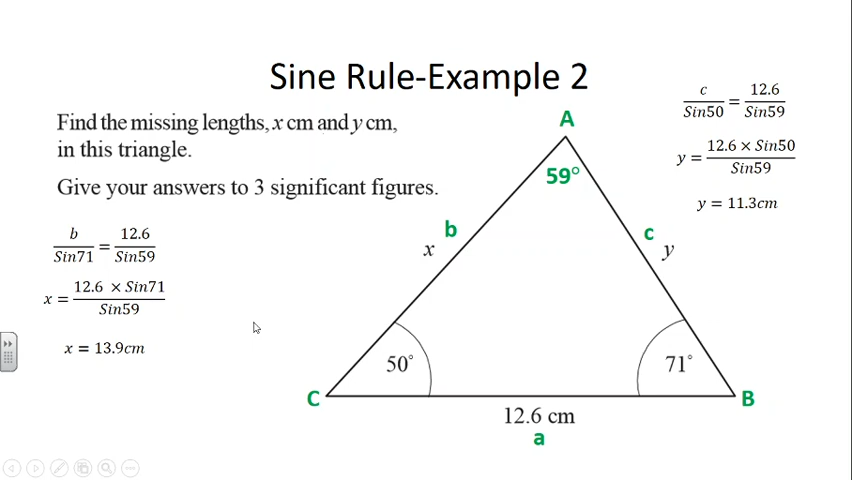 Sine Rule-Example 2
Find the missing lengths, x cm and y cm,
in this triangle.
Give your answers to 3 significant figures.
b/Sin71 = 12.6/Sin59
x = 12.6 × Sin71/Sin59
x = 13.9cm
c/Sin50 = 12.6/Sin59
y = 12.6 × Sin50/Sin59
y = 11.3cm
A
59°
b
x
c
y
50°
71°
C
B
12.6 cm
a